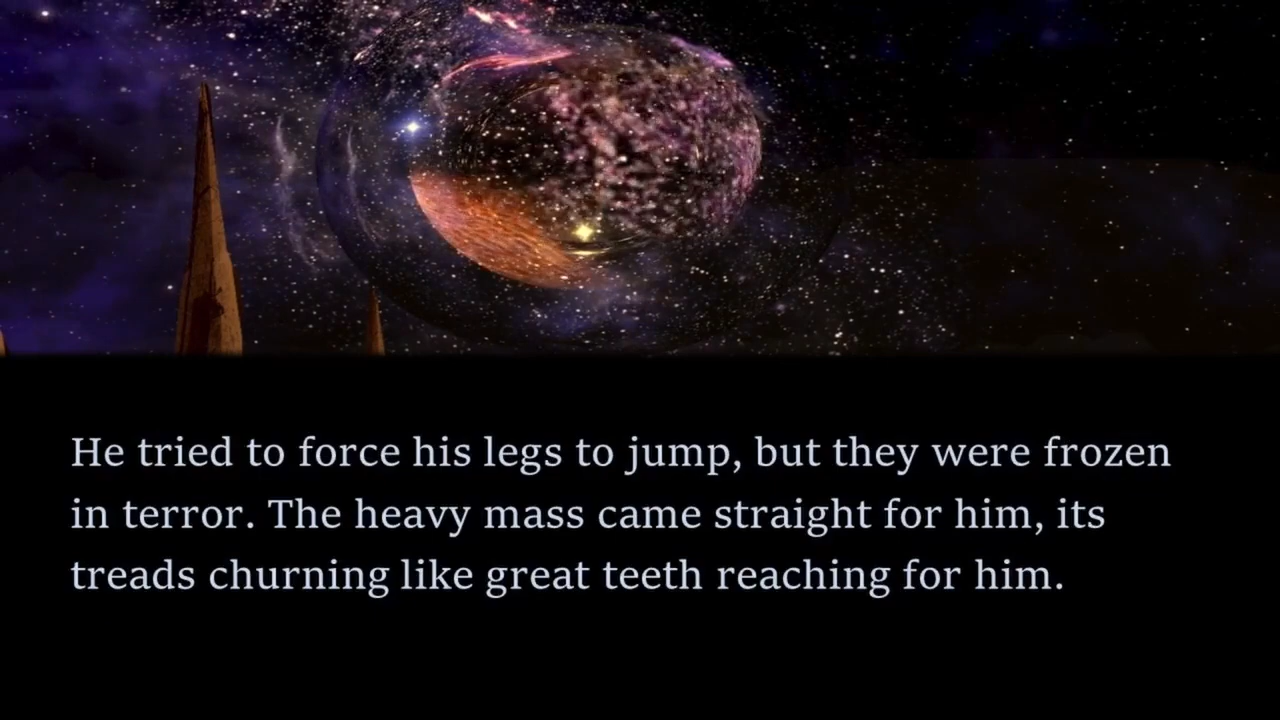 He tried to force his legs to jump, but they were frozen
in terror. The heavy mass came straight for him, its
treads churning like great teeth reaching for him.